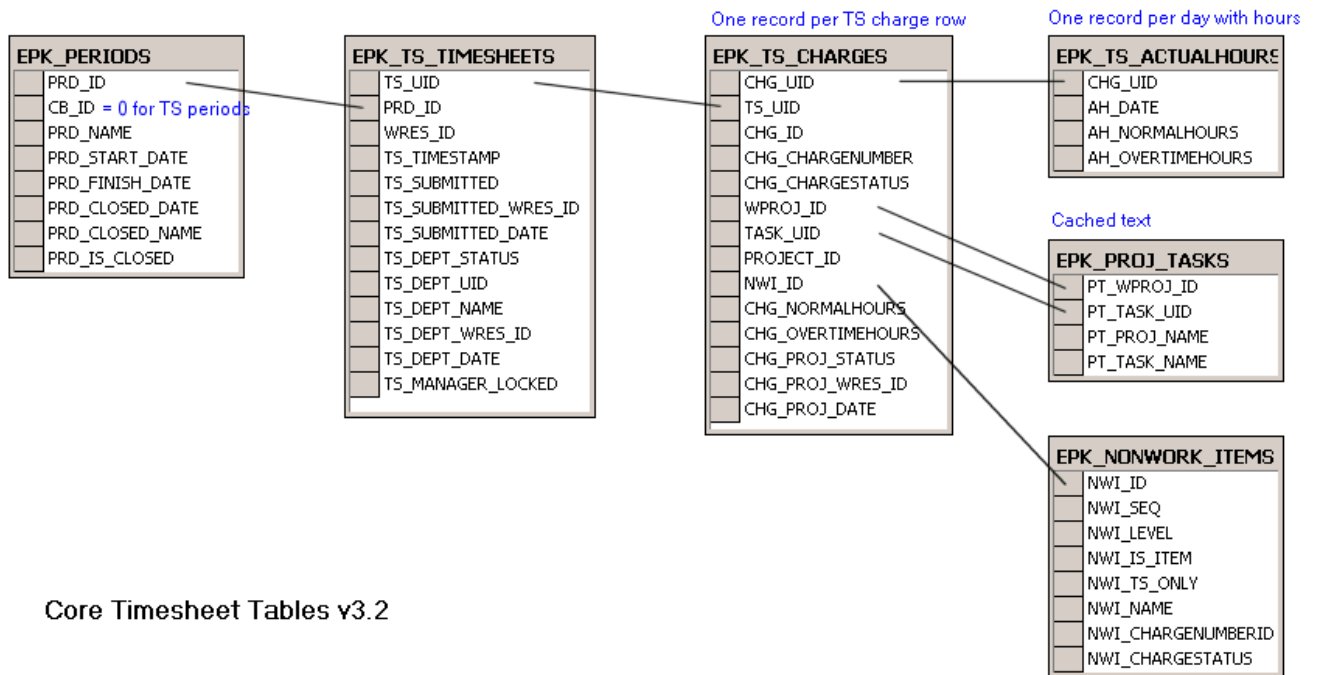 One record per TS charge row
One record per day with hours
EPK_PERIODS
PRD_ID
CB_ID = 0 for TS periods
PRD_NAME
PRD_START_DATE
PRD_FINISH_DATE
PRD_CLOSED_DATE
PRD_CLOSED_NAME
PRD_IS_CLOSED
EPK_TS_TIMESHEETS
TS_UID
PRD_ID
WRES_ID
TS_TIMESTAMP
TS_SUBMITTED
TS_SUBMITTED_WRES_ID
TS_SUBMITTED_DATE
TS_DEPT_STATUS
TS_DEPT_UID
TS_DEPT_NAME
TS_DEPT_WRES_ID
TS_DEPT_DATE
TS_MANAGER_LOCKED
EPK_TS_CHARGES
CHG_UID
TS_UID
CHG_ID
CHG_CHARGENUMBER
CHG_CHARGESTATUS
WPROJ_ID
TASK_UID
PROJECT_ID
NWI_ID
CHG_NORMALHOURS
CHG_OVERTIMEHOURS
CHG_PROJ_STATUS
CHG_PROJ_WRES_ID
CHG_PROJ_DATE
EPK_TS_ACTUALHOURS
CHG_UID
AH_DATE
AH_NORMALHOURS
AH_OVERTIMEHOURS
Cached text
EPK_PROJ_TASKS
PT_WPROJ_ID
PT_TASK_UID
PT_PROJ_NAME
PT_TASK_NAME
EPK_NONWORK_ITEMS
NWI_ID
NWI_SEQ
NWI_LEVEL
NWI_IS_ITEM
NWI_TS_ONLY
NWI_NAME
NWI_CHARGENUMBERID
NWI_CHARGESTATUS
Core Timesheet Tables v3.2